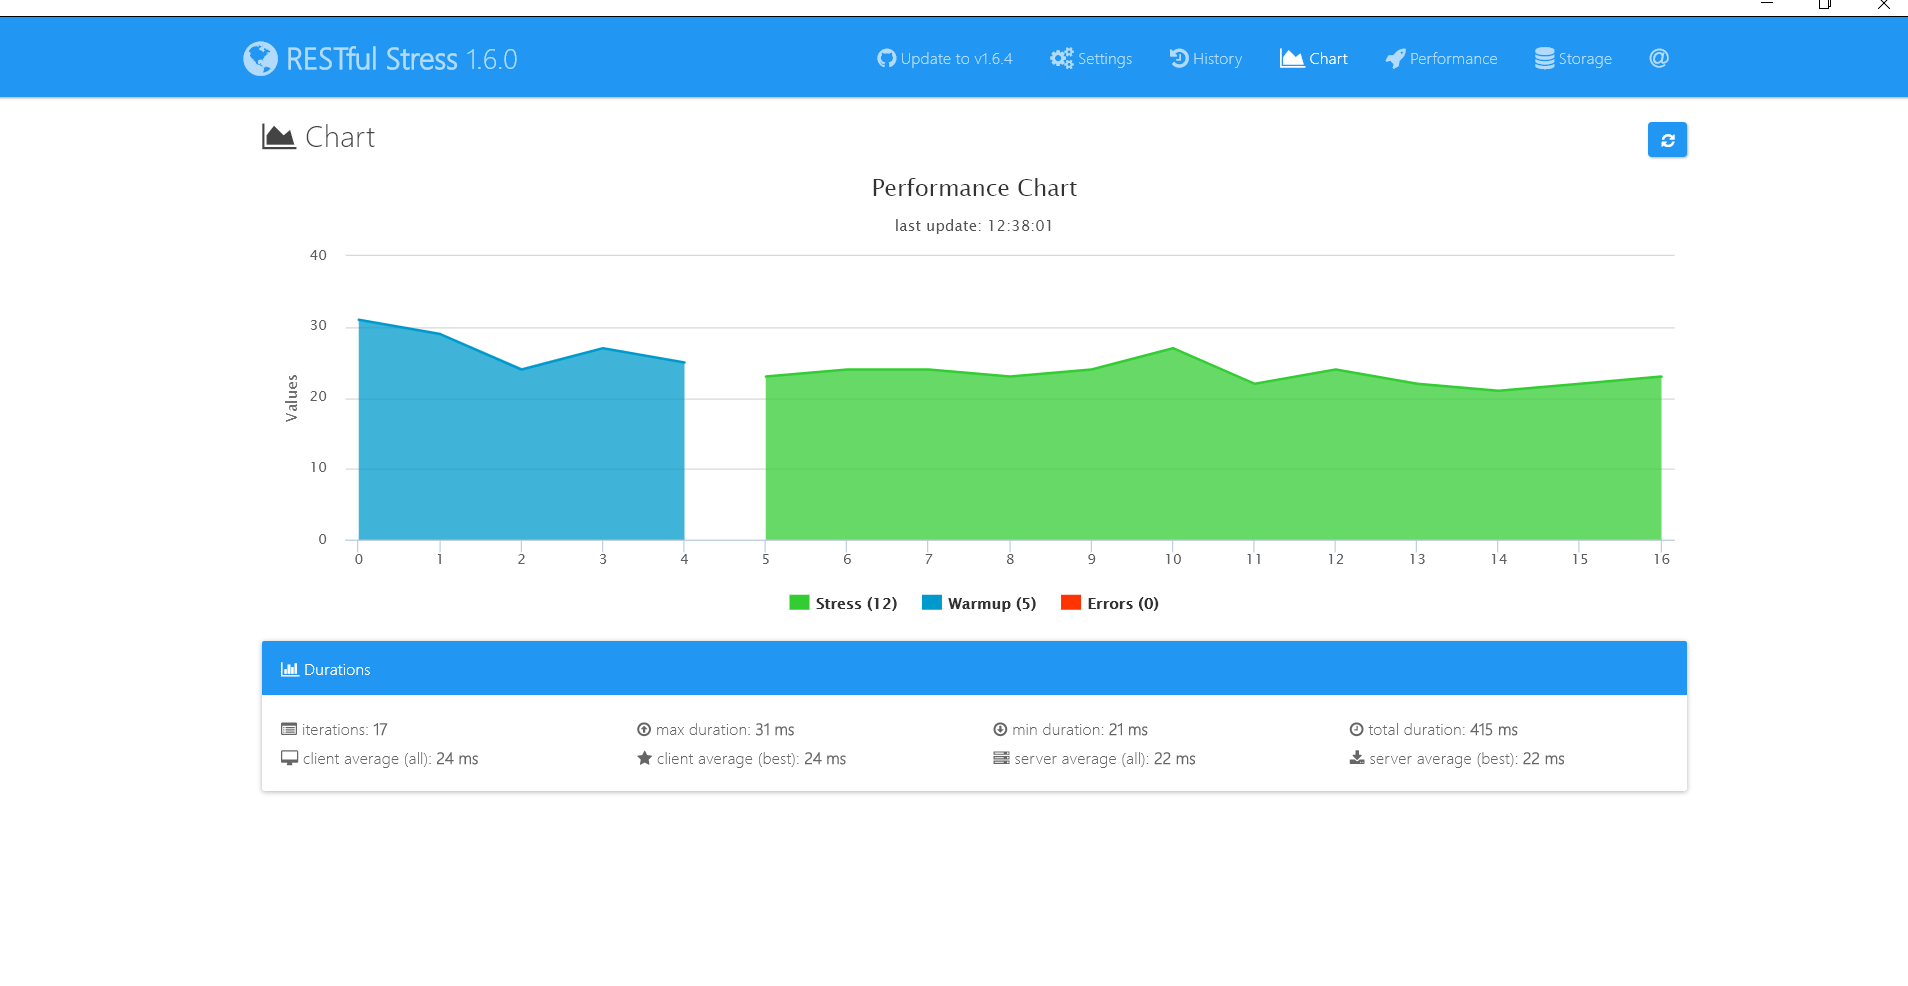 RESTful Stress 1.6.0
Update to v1.6.4 Settings History Chart Performance Storage @
Chart
Performance Chart
last update: 12:38:01
40
30
20
10
0
Values
0 1 2 3 4 5 6 7 8 9 10 11 12 13 14 15 16
Stress (12) Warmup (5) Errors (0)
Durations
iterations: 17 max duration: 31 ms min duration: 21 ms total duration: 415 ms
client average (all): 24 ms client average (best): 24 ms server average (all): 22 ms server average (best): 22 ms